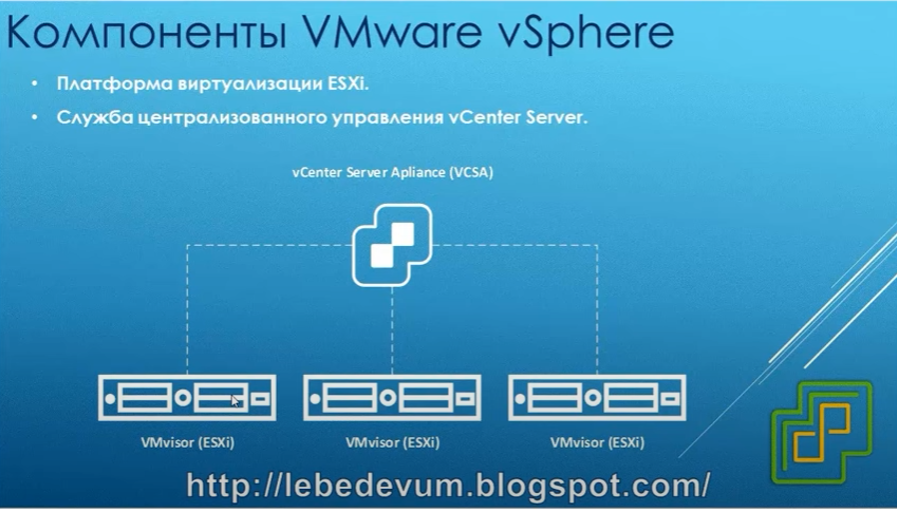 Компоненты VMware vSphere
• Платформа виртуализации ESXi.
• Служба централизованного управления vCenter Server.
vCenter Server Apliance (VCSA)
VMvisor (ESXi) VMvisor (ESXi) VMvisor (ESXi)
http://lebedevum.blogspot.com/